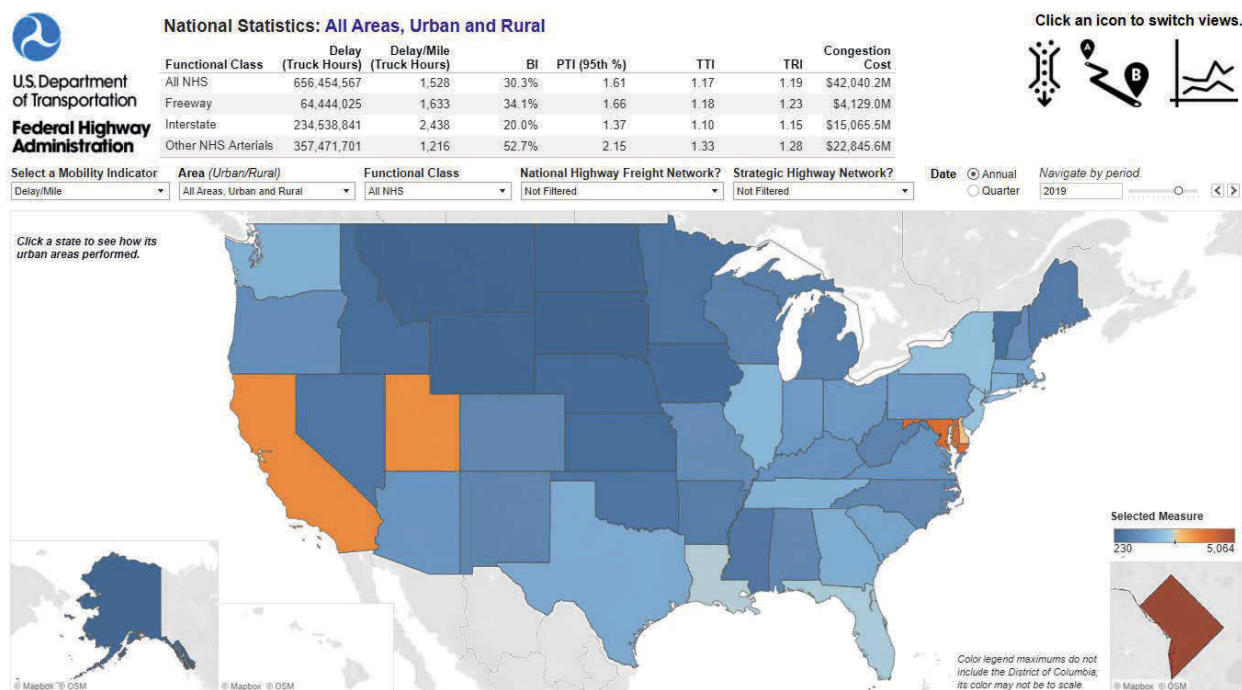 U.S. Department
of Transportation
Federal Highway
Administration
National Statistics: All Areas, Urban and Rural
Functional Class Delay (Truck Hours) Delay/Mile (Truck Hours) BI PTI (95th %) TTI TRI Congestion Cost
All NHS 656,454,567 1,528 30.3% 1.61 1.17 1.19 $42,040.2M
Freeway 64,444,025 1,633 34.1% 1.66 1.18 1.23 $4,129.0M
Interstate 234,538,841 2,438 20.0% 1.37 1.10 1.15 $15,065.5M
Other NHS Arterials 357,471,701 1,216 52.7% 2.15 1.33 1.28 $22,845.6M
Click an icon to switch views.
A
B
Select a Mobility Indicator Area (Urban/Rural) Functional Class National Highway Freight Network? Strategic Highway Network? Date Annual Navigate by period
Delay/Mile All Areas, Urban and Rural All NHS Not Filtered Not Filtered Quarter 2019
Click a state to see how its
urban areas performed.
Selected Measure
230 5,064
Color legend maximums do not
include the District of Columbia;
its color may not be to scale
© Mapbox © OSM
© Mapbox © OSM
© Mapbox © OSM